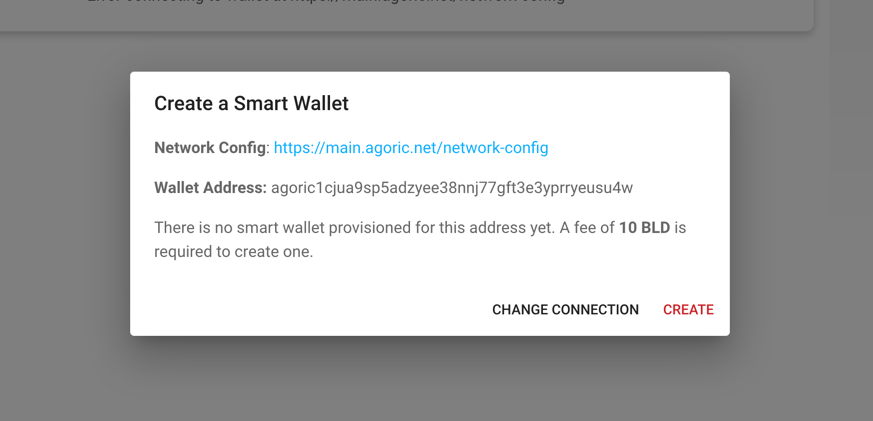 Create a Smart Wallet
Network Config: https://main.agoric.net/network-config
Wallet Address: agoric1cjua9sp5adzyee38nnj77gft3e3yprryeusu4w
There is no smart wallet provisioned for this address yet. A fee of 10 BLD is
required to create one.
CHANGE CONNECTION CREATE